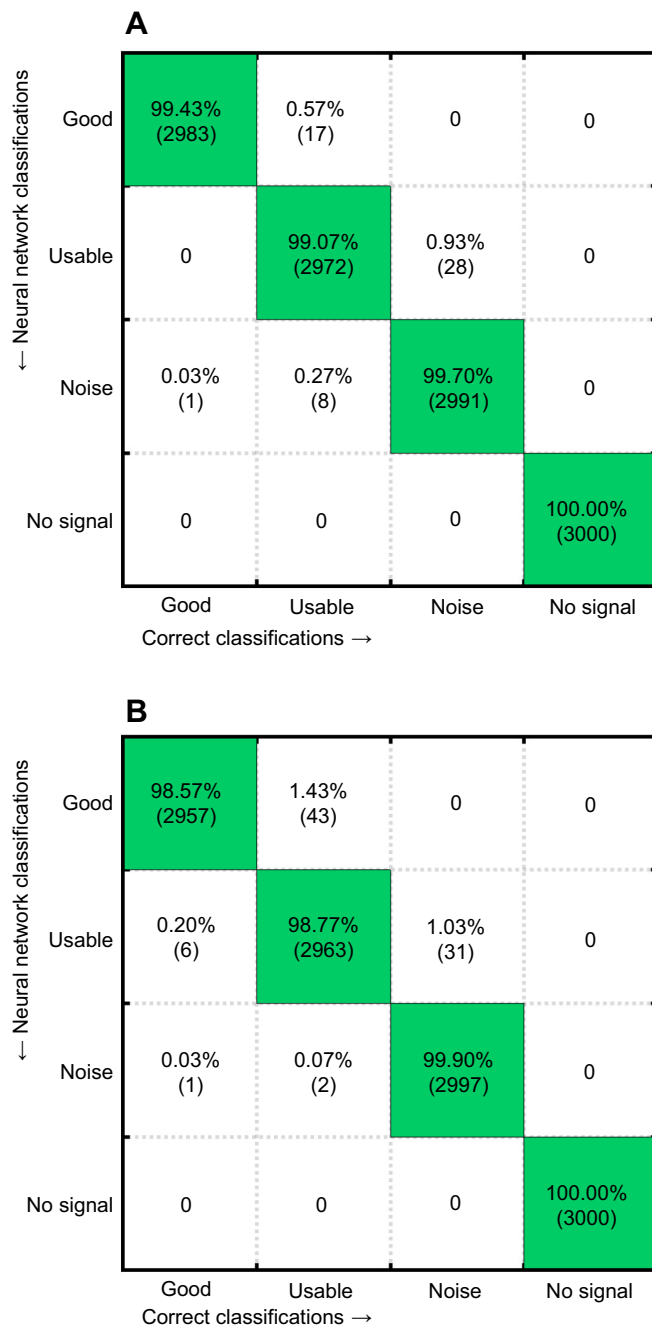 A
← Neural network classifications
Good
99.43%
(2983)
0.57%
(17)
0
0
Usable
0
99.07%
(2972)
0.93%
(28)
0
Noise
0.03%
(1)
0.27%
(8)
99.70%
(2991)
0
No signal
0
0
0
100.00%
(3000)
Good
Usable
Noise
No signal
Correct classifications →
B
← Neural network classifications
Good
98.57%
(2957)
1.43%
(43)
0
0
Usable
0.20%
(6)
98.77%
(2963)
1.03%
(31)
0
Noise
0.03%
(1)
0.07%
(2)
99.90%
(2997)
0
No signal
0
0
0
100.00%
(3000)
Good
Usable
Noise
No signal
Correct classifications →